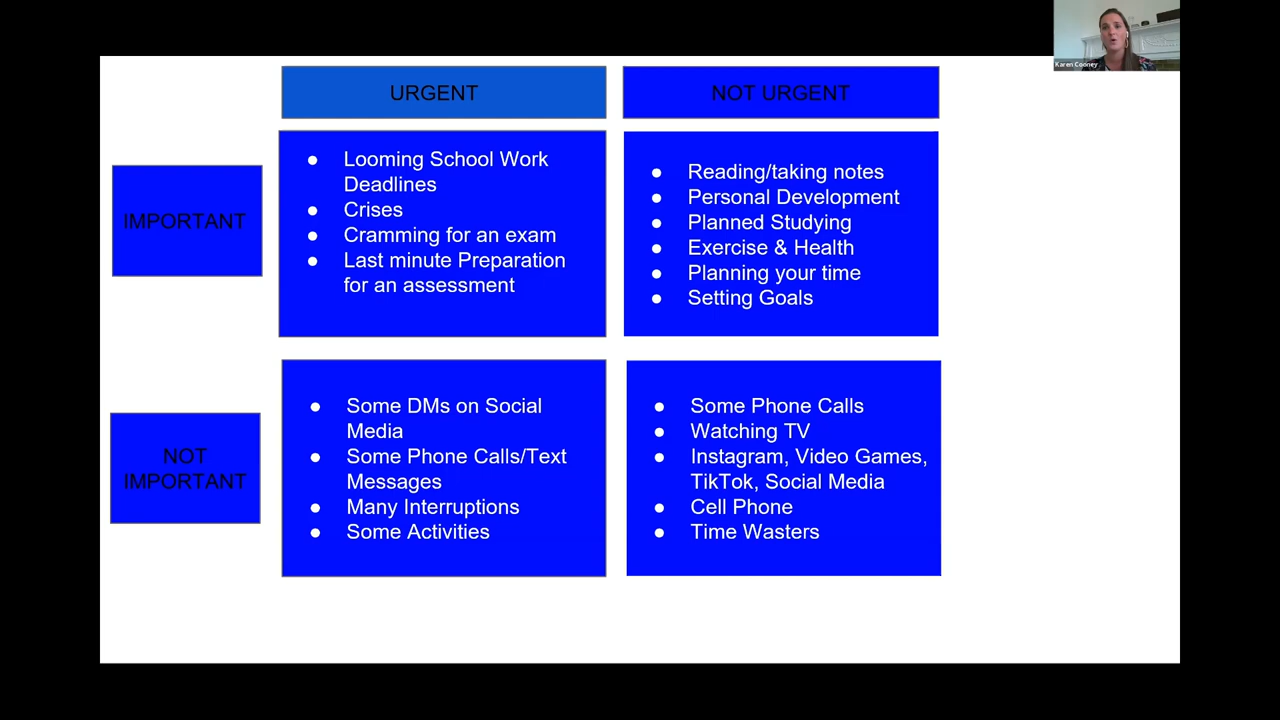 Karen Cooney
URGENT
NOT URGENT
IMPORTANT
● Looming School Work
Deadlines
● Crises
● Cramming for an exam
● Last minute Preparation
for an assessment
● Reading/taking notes
● Personal Development
● Planned Studying
● Exercise & Health
● Planning your time
● Setting Goals
NOT
IMPORTANT
● Some DMs on Social
Media
● Some Phone Calls/Text
Messages
● Many Interruptions
● Some Activities
● Some Phone Calls
● Watching TV
● Instagram, Video Games,
TikTok, Social Media
● Cell Phone
● Time Wasters